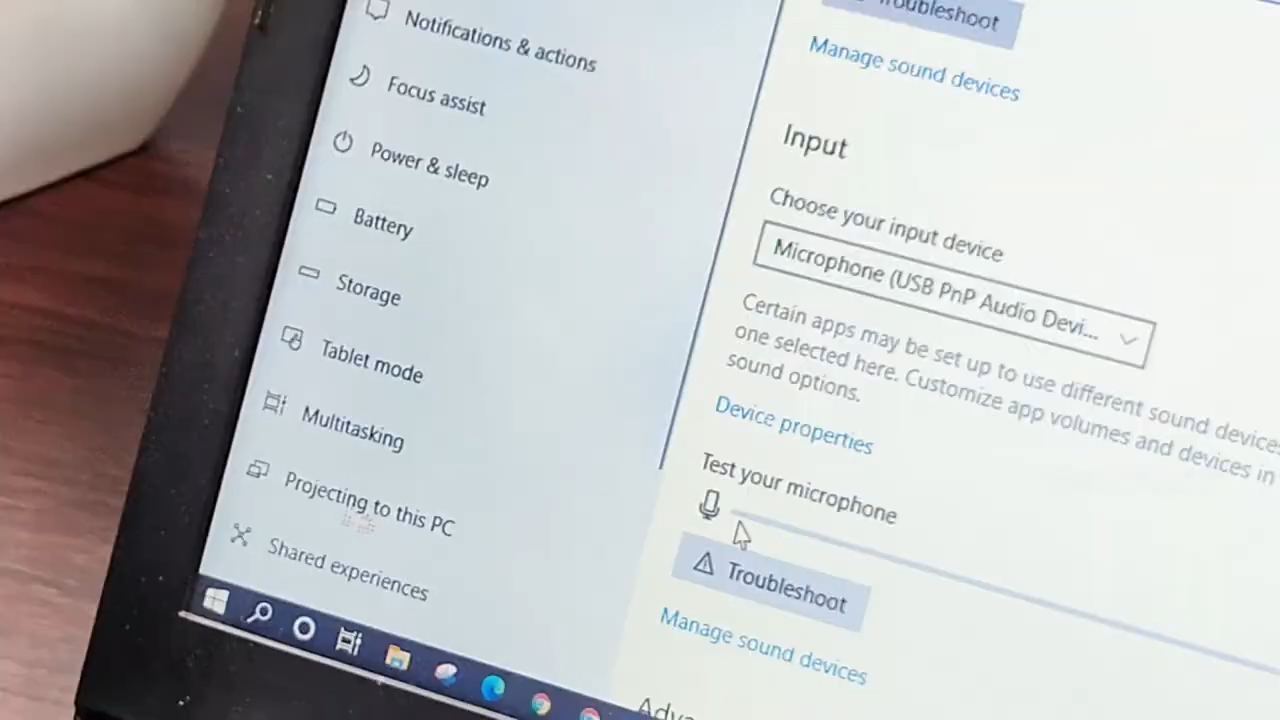 Notifications & actions
Focus assist
Power & sleep
Battery
Storage
Tablet mode
Multitasking
Projecting to this PC
Shared experiences
Troubleshoot
Manage sound devices
Input
Choose your input device
Microphone (USB PnP Audio Devi...
Certain apps may be set up to use different sound devices
one selected here. Customize app volumes and devices in
sound options.
Device properties
Test your microphone
Troubleshoot
Manage sound devices